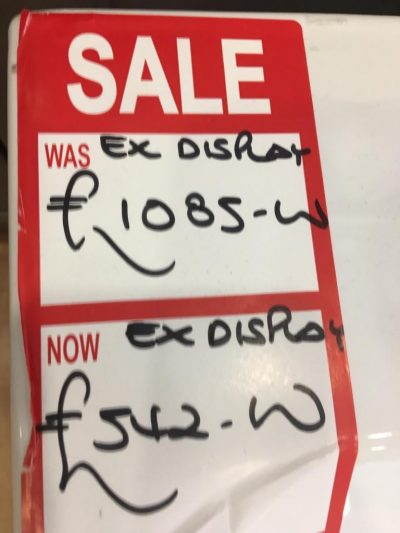 SALE
WAS EX DISPLAY
£1085-W
NOW EX DISPLAY
£542-W